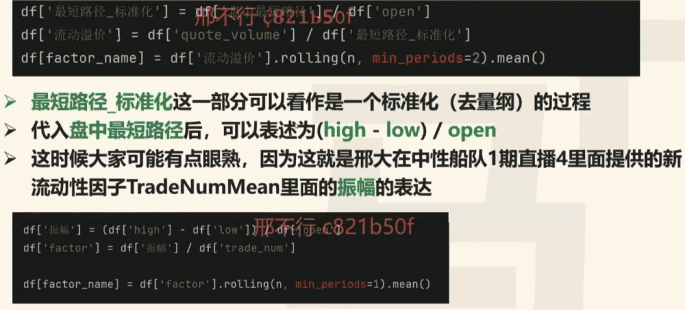 df['最短路径_标准化'] = df['盘中最短路径'] / df['open']
df['流动溢价'] = df['quote_volume'] / df['最短路径_标准化']
df[factor_name] = df['流动溢价'].rolling(n, min_periods=2).mean()
邢不行 c821b50f
最短路径_标准化这一部分可以看作是一个标准化（去量纲）的过程
代入盘中最短路径后，可以表述为(high - low) / open
这时候大家可能有点眼熟，因为这就是邢大在中性船队1期直播4里面提供的新
流动性因子TradeNumMean里面的振幅的表达
df['振幅'] = (df['high'] - df['low']) / df['open']
邢不行 c821b50f
df['factor'] = df['振幅'] / df['trade_num']
df[factor_name] = df['factor'].rolling(n, min_periods=1).mean()